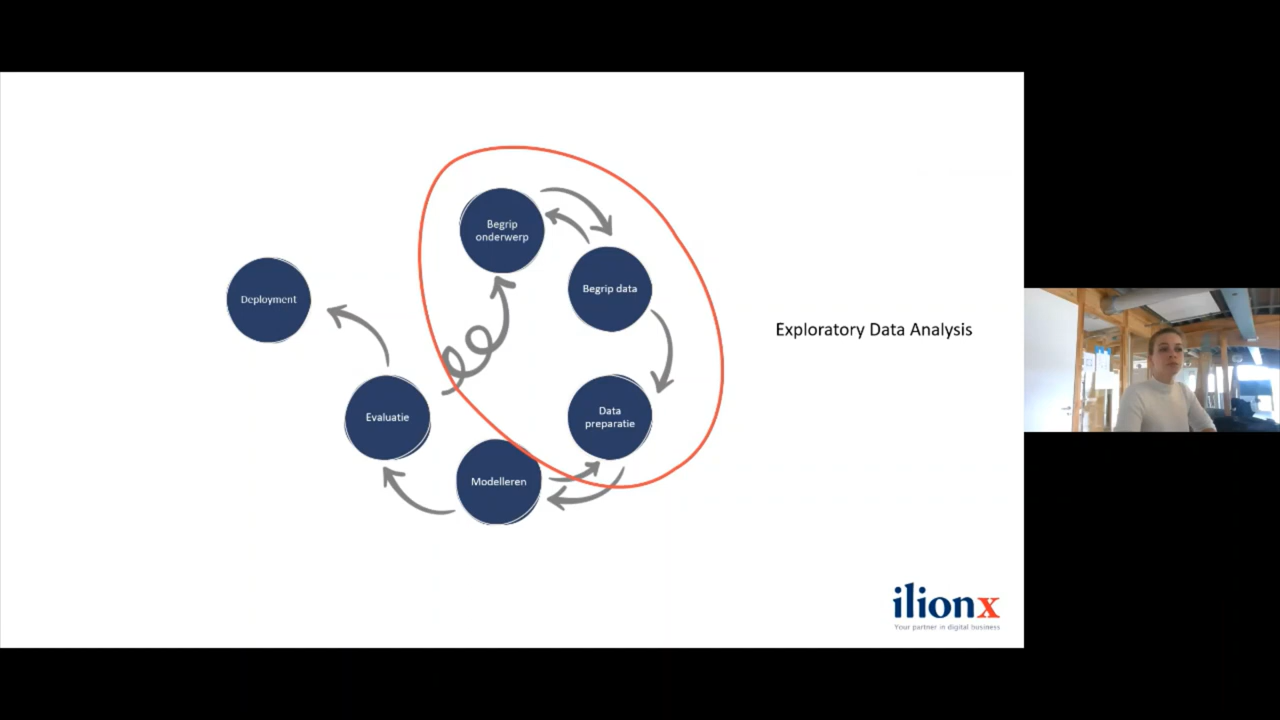 Begrip
onderwerp
Begrip data
Deployment
Exploratory Data Analysis
Data
preparatie
Evaluatie
Modelleren
ilionx
Your partner in digital business